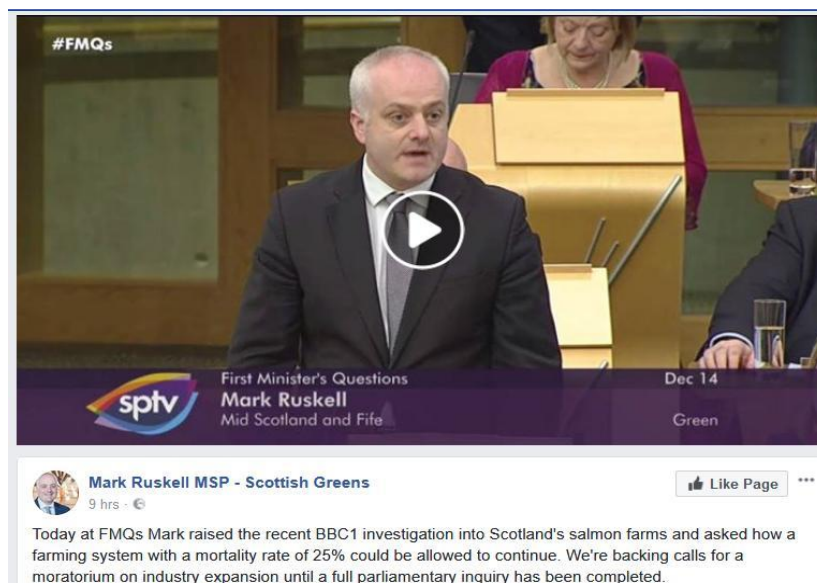 #FMQs
sptv
First Minister's Questions
Dec 14
Mark Ruskell
Mid Scotland and Fife
Green
Mark Ruskell MSP - Scottish Greens
Like Page
9 hrs ·
Today at FMQs Mark raised the recent BBC1 investigation into Scotland's salmon farms and asked how a
farming system with a mortality rate of 25% could be allowed to continue. We're backing calls for a
moratorium on industry expansion until a full parliamentary inquiry has been completed.